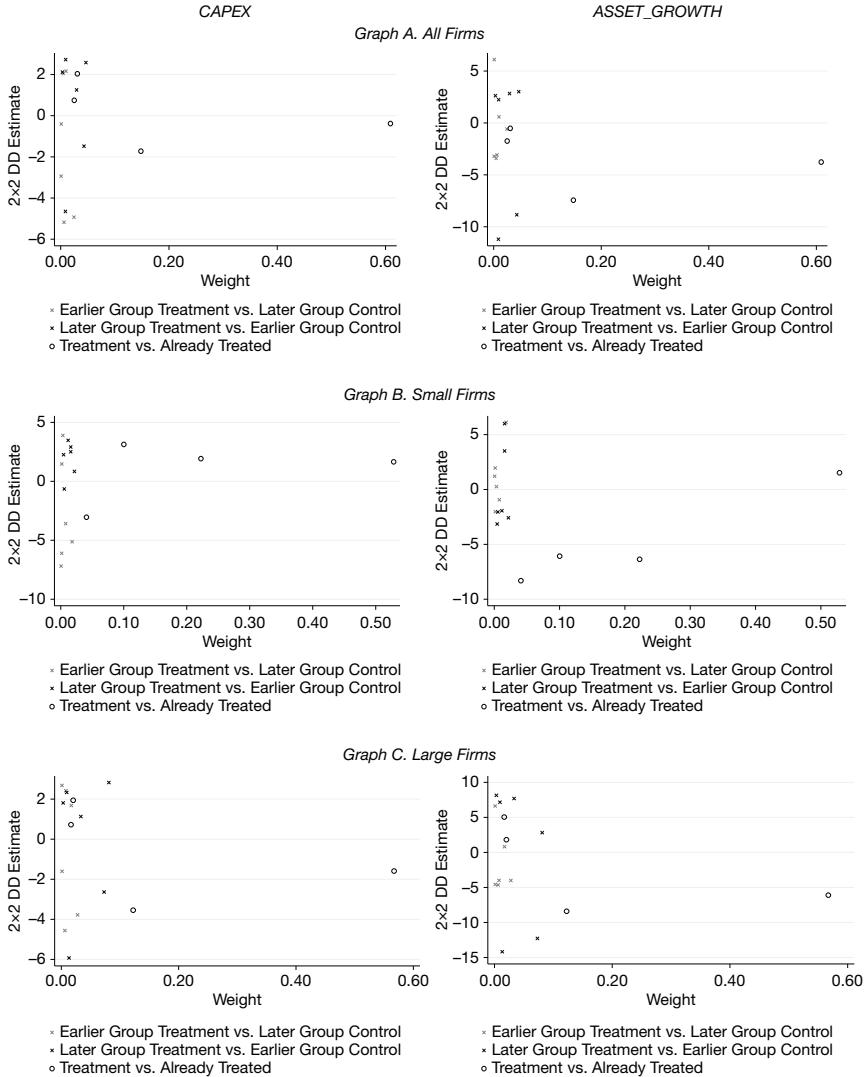 CAPEX
ASSET_GROWTH
Graph A. All Firms
2×2 DD Estimate
2
0
−2
−4
−6
0.00 0.20 0.40 0.60
Weight
× Earlier Group Treatment vs. Later Group Control
× Later Group Treatment vs. Earlier Group Control
○ Treatment vs. Already Treated
2×2 DD Estimate
5
0
−5
−10
0.00 0.20 0.40 0.60
Weight
× Earlier Group Treatment vs. Later Group Control
× Later Group Treatment vs. Earlier Group Control
○ Treatment vs. Already Treated
Graph B. Small Firms
2×2 DD Estimate
5
0
−5
−10
0.00 0.10 0.20 0.30 0.40 0.50
Weight
× Earlier Group Treatment vs. Later Group Control
× Later Group Treatment vs. Earlier Group Control
○ Treatment vs. Already Treated
2×2 DD Estimate
5
0
−5
−10
0.00 0.10 0.20 0.30 0.40 0.50
Weight
× Earlier Group Treatment vs. Later Group Control
× Later Group Treatment vs. Earlier Group Control
○ Treatment vs. Already Treated
Graph C. Large Firms
2×2 DD Estimate
2
0
−2
−4
−6
0.00 0.20 0.40 0.60
Weight
× Earlier Group Treatment vs. Later Group Control
× Later Group Treatment vs. Earlier Group Control
○ Treatment vs. Already Treated
2×2 DD Estimate
10
5
0
−5
−10
−15
0.00 0.20 0.40 0.60
Weight
× Earlier Group Treatment vs. Later Group Control
× Later Group Treatment vs. Earlier Group Control
○ Treatment vs. Already Treated